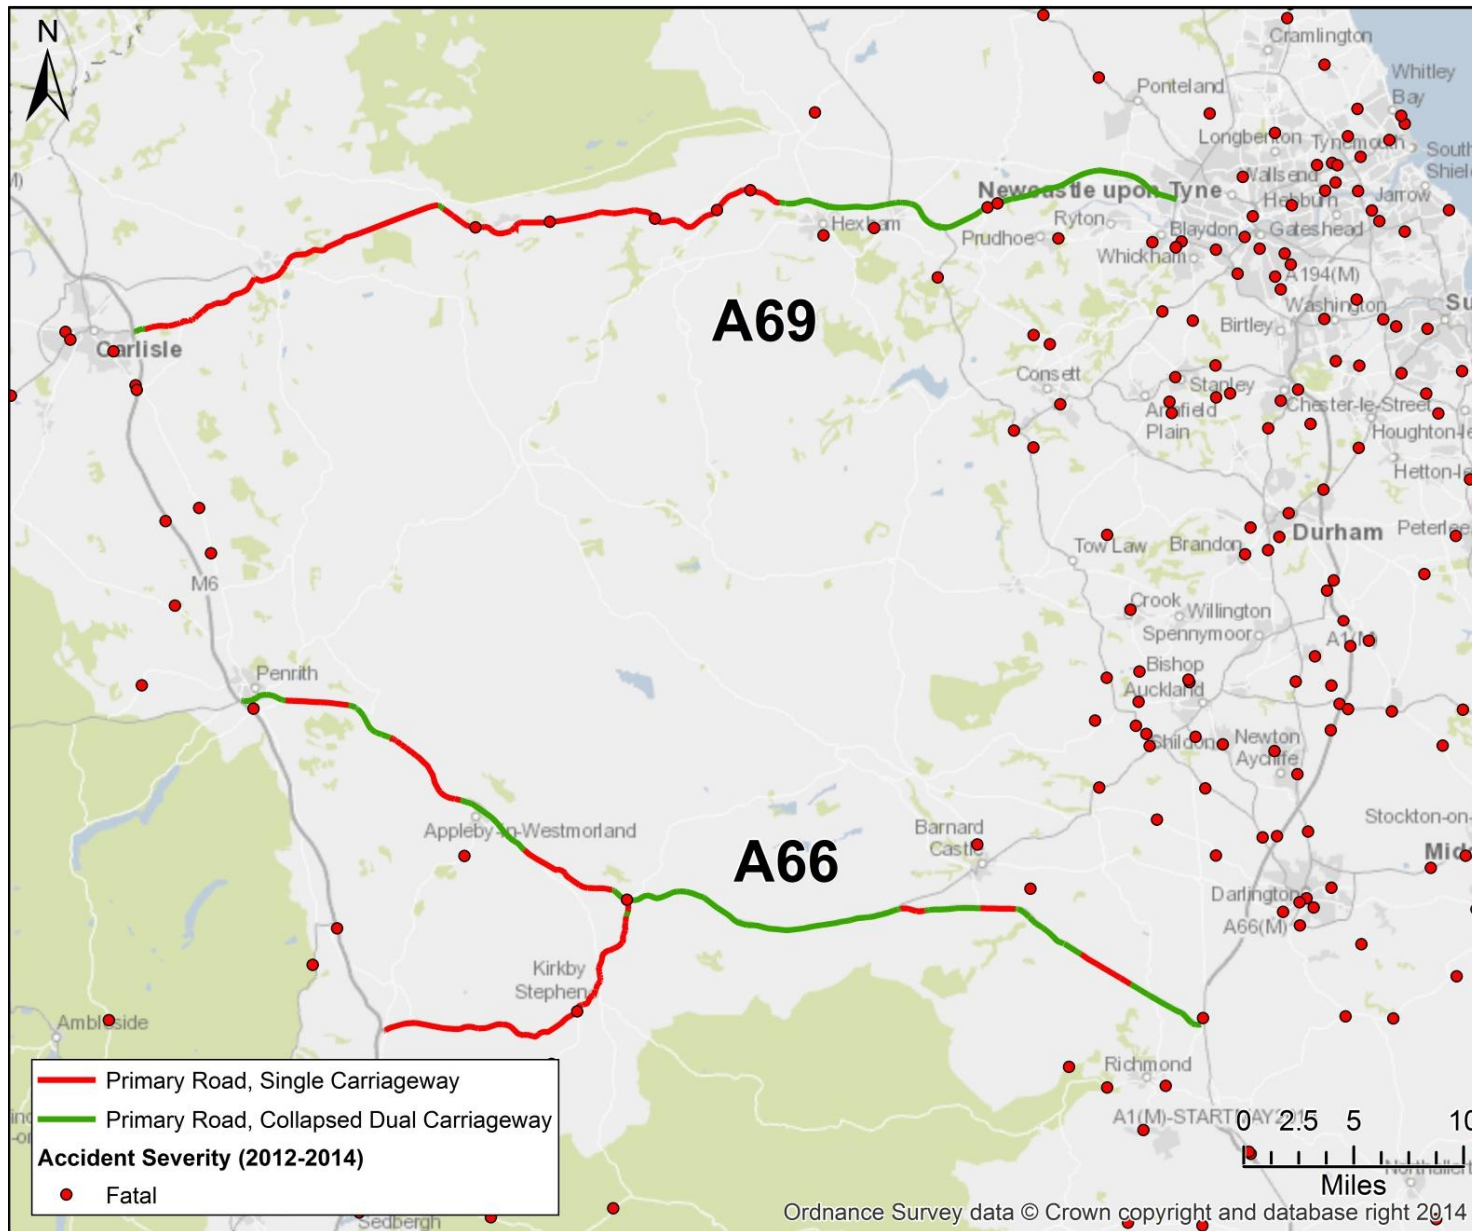 N
Cramlington
Whitley
Bay
Ponteland
Longbenton
Tynemouth
South
Shiel
Wallsend
Newcastle upon Tyne
Hebburn
Jarrow
Hexham
Ryton
Blaydon
Gateshead
Prudhoe
Whickham
A194(M)
A69
Washington
Su
Birtley
Carlisle
Consett
Stanley
Annfield
Plain
Chester-le-Street
Houghton-le
Hetton-le
Durham
Peterlee
Tow Law
Brandon
M6
Crook
Willington
Spennymoor
A1(M)
Penrith
Bishop
Auckland
Shildon
Newton
Aycliffe
Appleby-in-Westmorland
Barnard
Castle
Stockton-on-
A66
Midd
Darlington
A66(M)
Kirkby
Stephen
Ambleside
Richmond
Primary Road, Single Carriageway
Primary Road, Collapsed Dual Carriageway
Accident Severity (2012-2014)
Fatal
0 2.5 5 10
Miles
Northallert
Sedbergh
Ordnance Survey data © Crown copyright and database right 2014